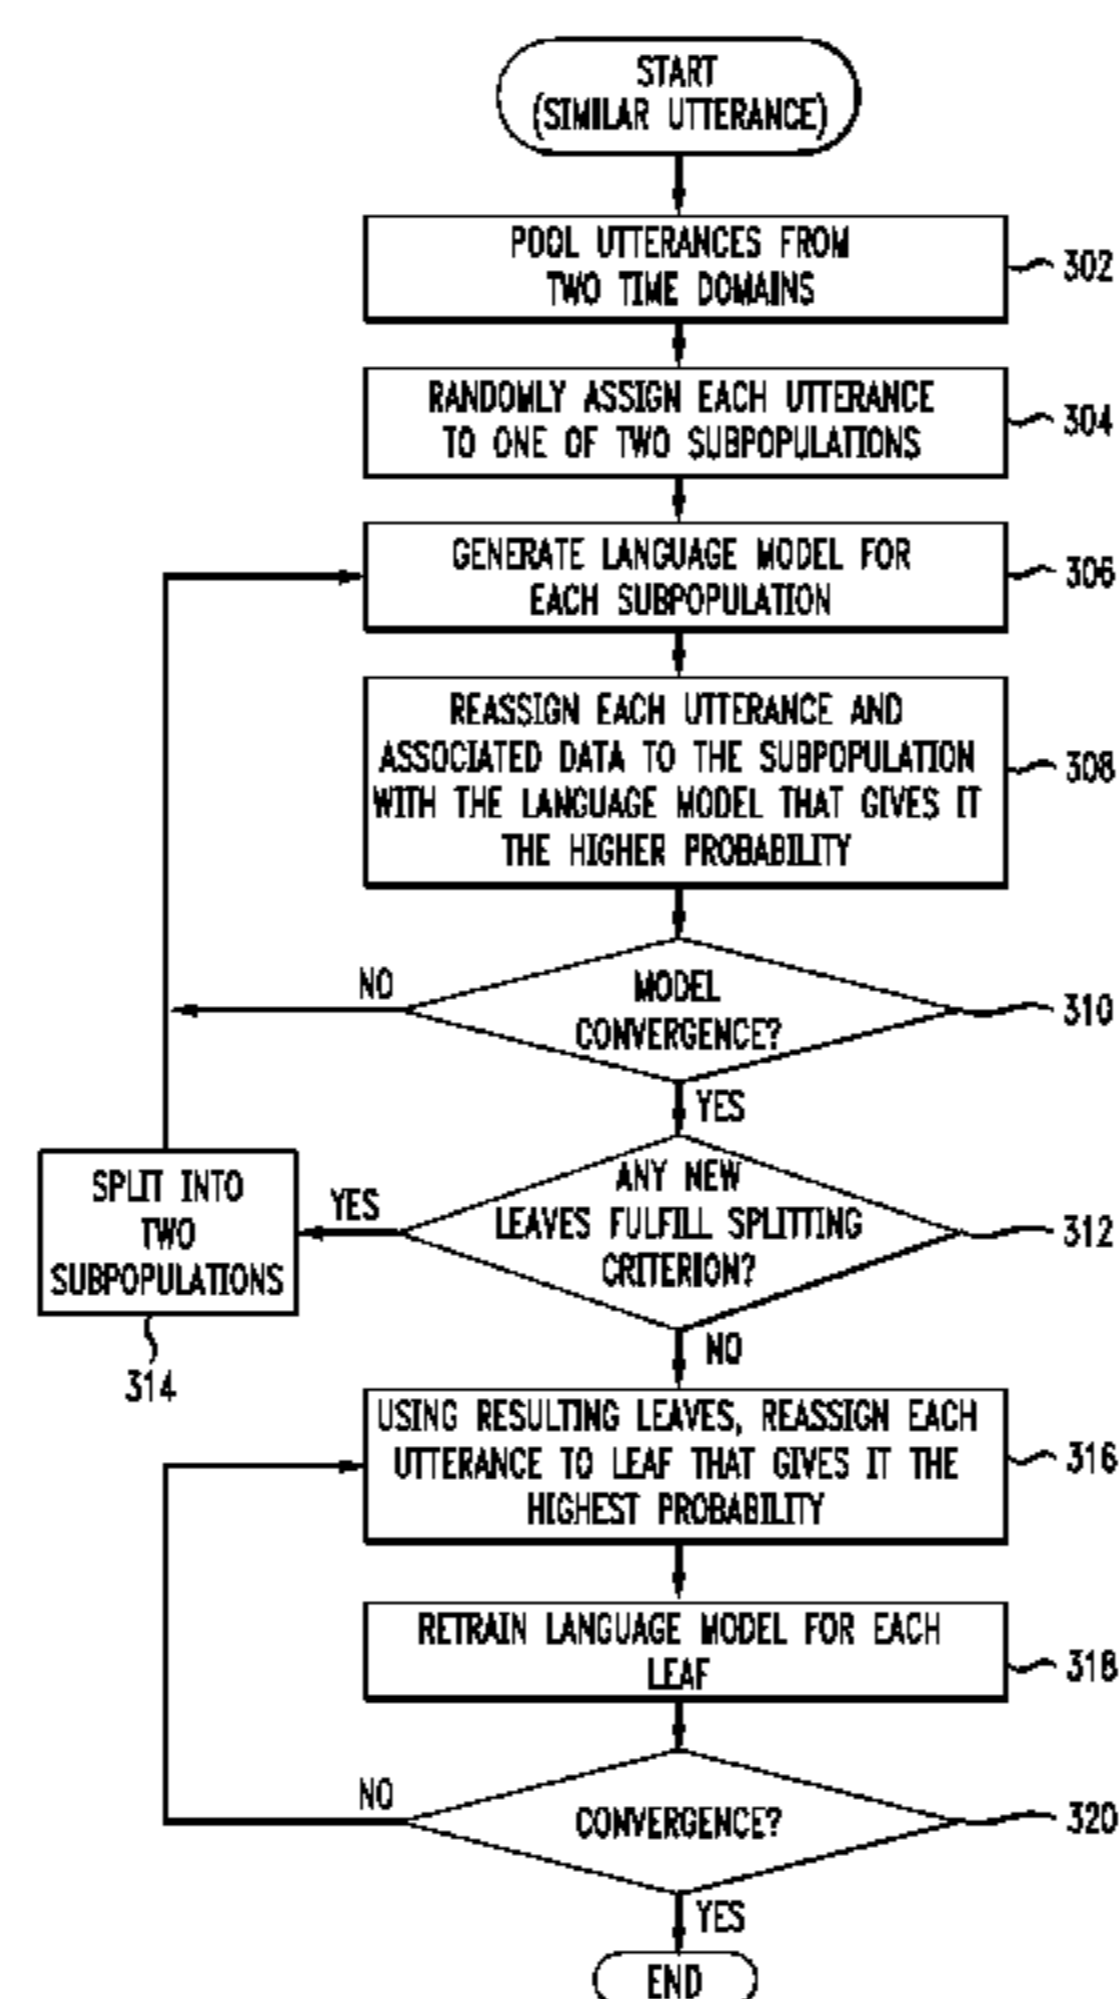 START
(SIMILAR UTTERANCE)
POOL UTTERANCES FROM
TWO TIME DOMAINS
302
RANDOMLY ASSIGN EACH UTTERANCE
TO ONE OF TWO SUBPOPULATIONS
304
GENERATE LANGUAGE MODEL FOR
EACH SUBPOPULATION
306
REASSIGN EACH UTTERANCE AND
ASSOCIATED DATA TO THE SUBPOPULATION
WITH THE LANGUAGE MODEL THAT GIVES IT
THE HIGHER PROBABILITY
308
NO
MODEL
CONVERGENCE?
310
YES
SPLIT INTO
TWO
SUBPOPULATIONS
314
YES
ANY NEW
LEAVES FULFILL SPLITTING
CRITERION?
312
NO
USING RESULTING LEAVES, REASSIGN EACH
UTTERANCE TO LEAF THAT GIVES IT THE
HIGHEST PROBABILITY
316
RETRAIN LANGUAGE MODEL FOR EACH
LEAF
318
NO
CONVERGENCE?
320
YES
END